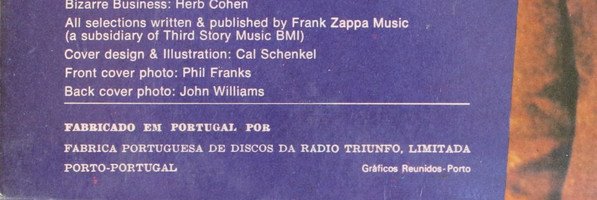 Bizarre Business: Herb Cohen
All selections written & published by Frank Zappa Music
(a subsidiary of Third Story Music BMI)
Cover design & Illustration: Cal Schenkel
Front cover photo: Phil Franks
Back cover photo: John Williams
FABRICADO EM PORTUGAL POR
FABRICA PORTUGUESA DE DISCOS DA RADIO TRIUNFO, LIMITADA
PORTO-PORTUGAL Gráficos Reunidos-Porto